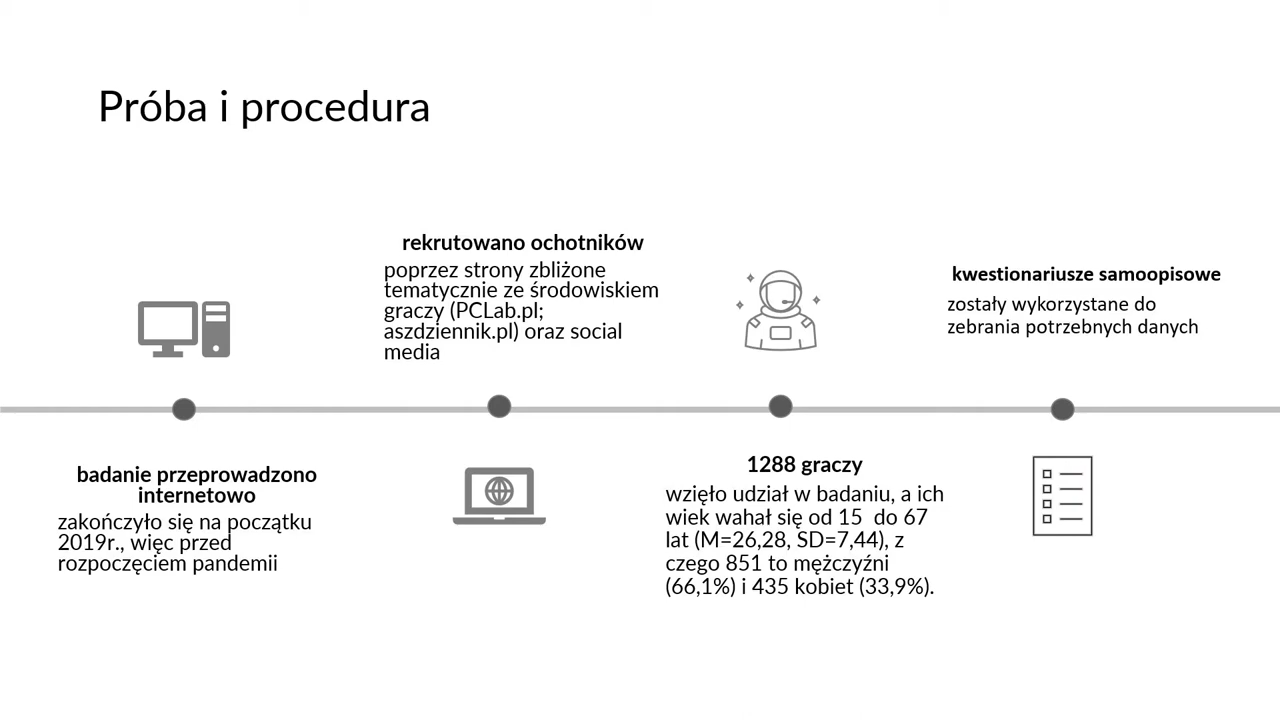 Próba i procedura
badanie przeprowadzono
internetowo
zakończyło się na początku
2019r., więc przed
rozpoczęciem pandemii
rekrutowano ochotników
poprzez strony zbliżone
tematycznie ze środowiskiem
graczy (PCLab.pl;
aszdziennik.pl) oraz social
media
1288 graczy
wzięło udział w badaniu, a ich
wiek wahał się od 15  do 67
lat (M=26,28, SD=7,44), z
czego 851 to mężczyźni
(66,1%) i 435 kobiet (33,9%).
kwestionariusze samoopisowe
zostały wykorzystane do
zebrania potrzebnych danych